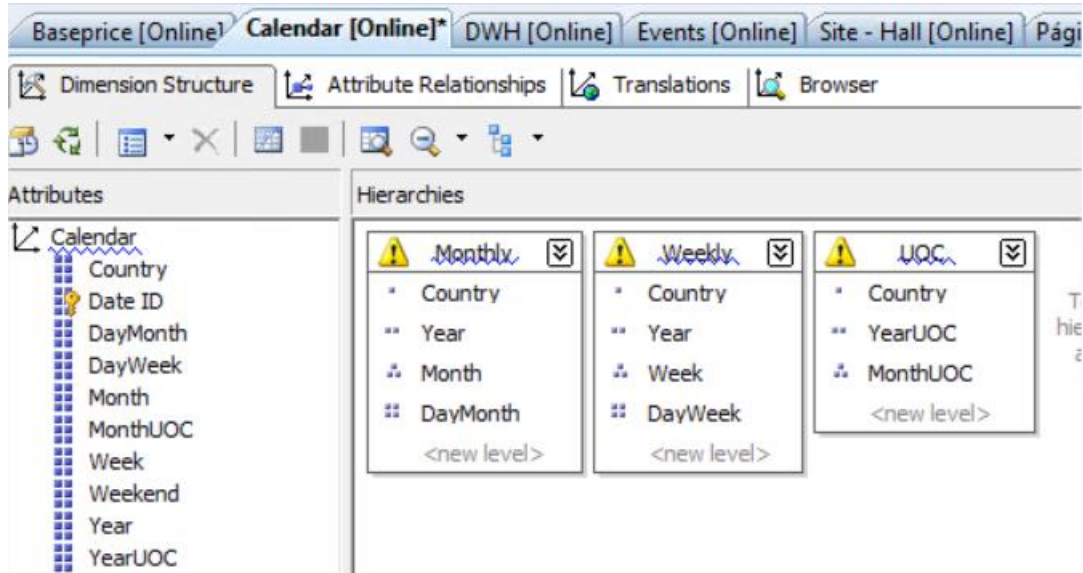 Baseprice [Online] Calendar [Online]* DWH [Online] Events [Online] Site - Hall [Online] Pági
Dimension Structure Attribute Relationships Translations Browser
Attributes
Calendar
Country
Date ID
DayMonth
DayWeek
Month
MonthUOC
Week
Weekend
Year
YearUOC
Hierarchies
Monthly
Country
Year
Month
DayMonth
<new level>
Weekly
Country
Year
Week
DayWeek
<new level>
UOC
Country
YearUOC
MonthUOC
<new level>
hie